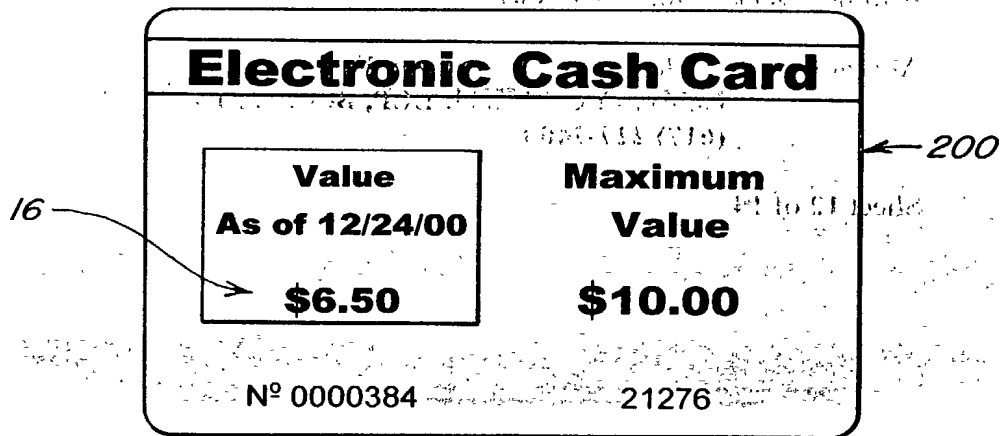 Electronic Cash Card
200
16
Value
As of 12/24/00
$6.50
Maximum
Value
$10.00
Nº 0000384
21276